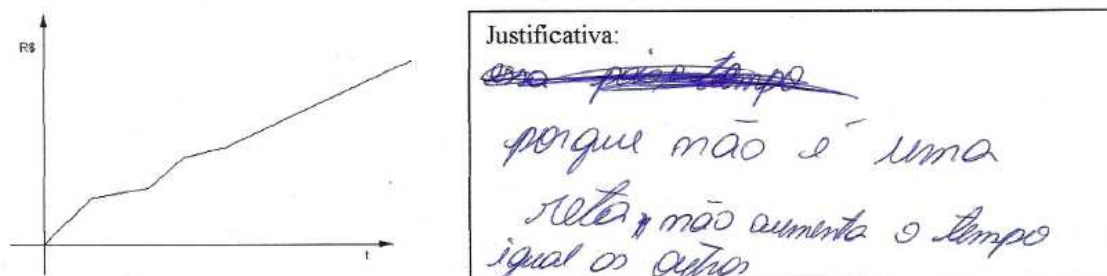 R$
t
Justificativa:
porque não é uma
reta, não aumenta o tempo
igual os outros